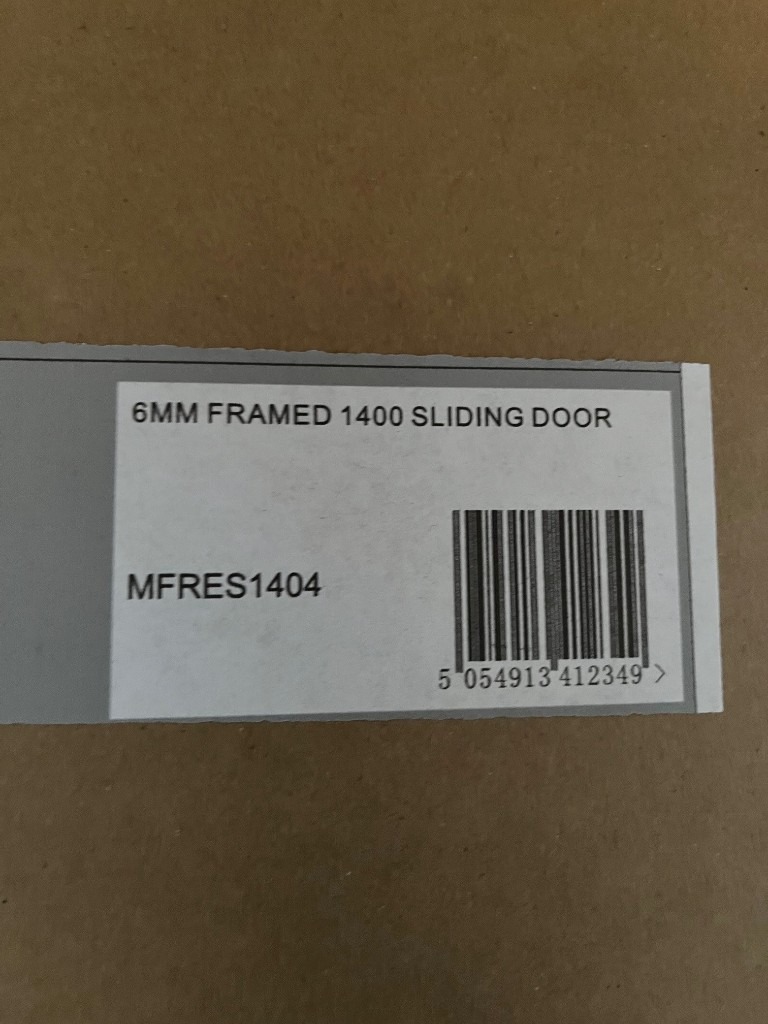 6MM FRAMED 1400 SLIDING DOOR
MFRES1404
5 054913 412349 >